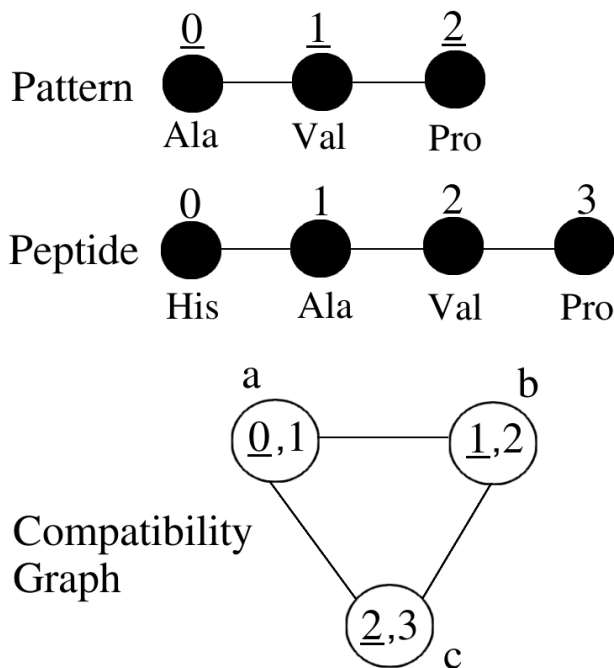 0 1 2
Pattern
Ala Val Pro
0 1 2 3
Peptide
His Ala Val Pro
a b
0,1 1,2
Compatibility
Graph
2,3
c